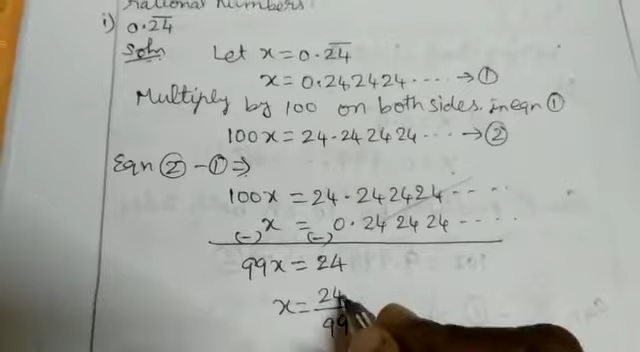 rational numbers
i) 0.2̅4̅
Soln Let x = 0.2̅4̅
x = 0.242424.... → ①
Multiply by 100 on both sides. in eqn ①
100x = 24.242424... → ②
Eqn ② - ① ⇒
100x = 24.242424....
(-) x = (-) 0.242424....
99x = 24
x = 24/99